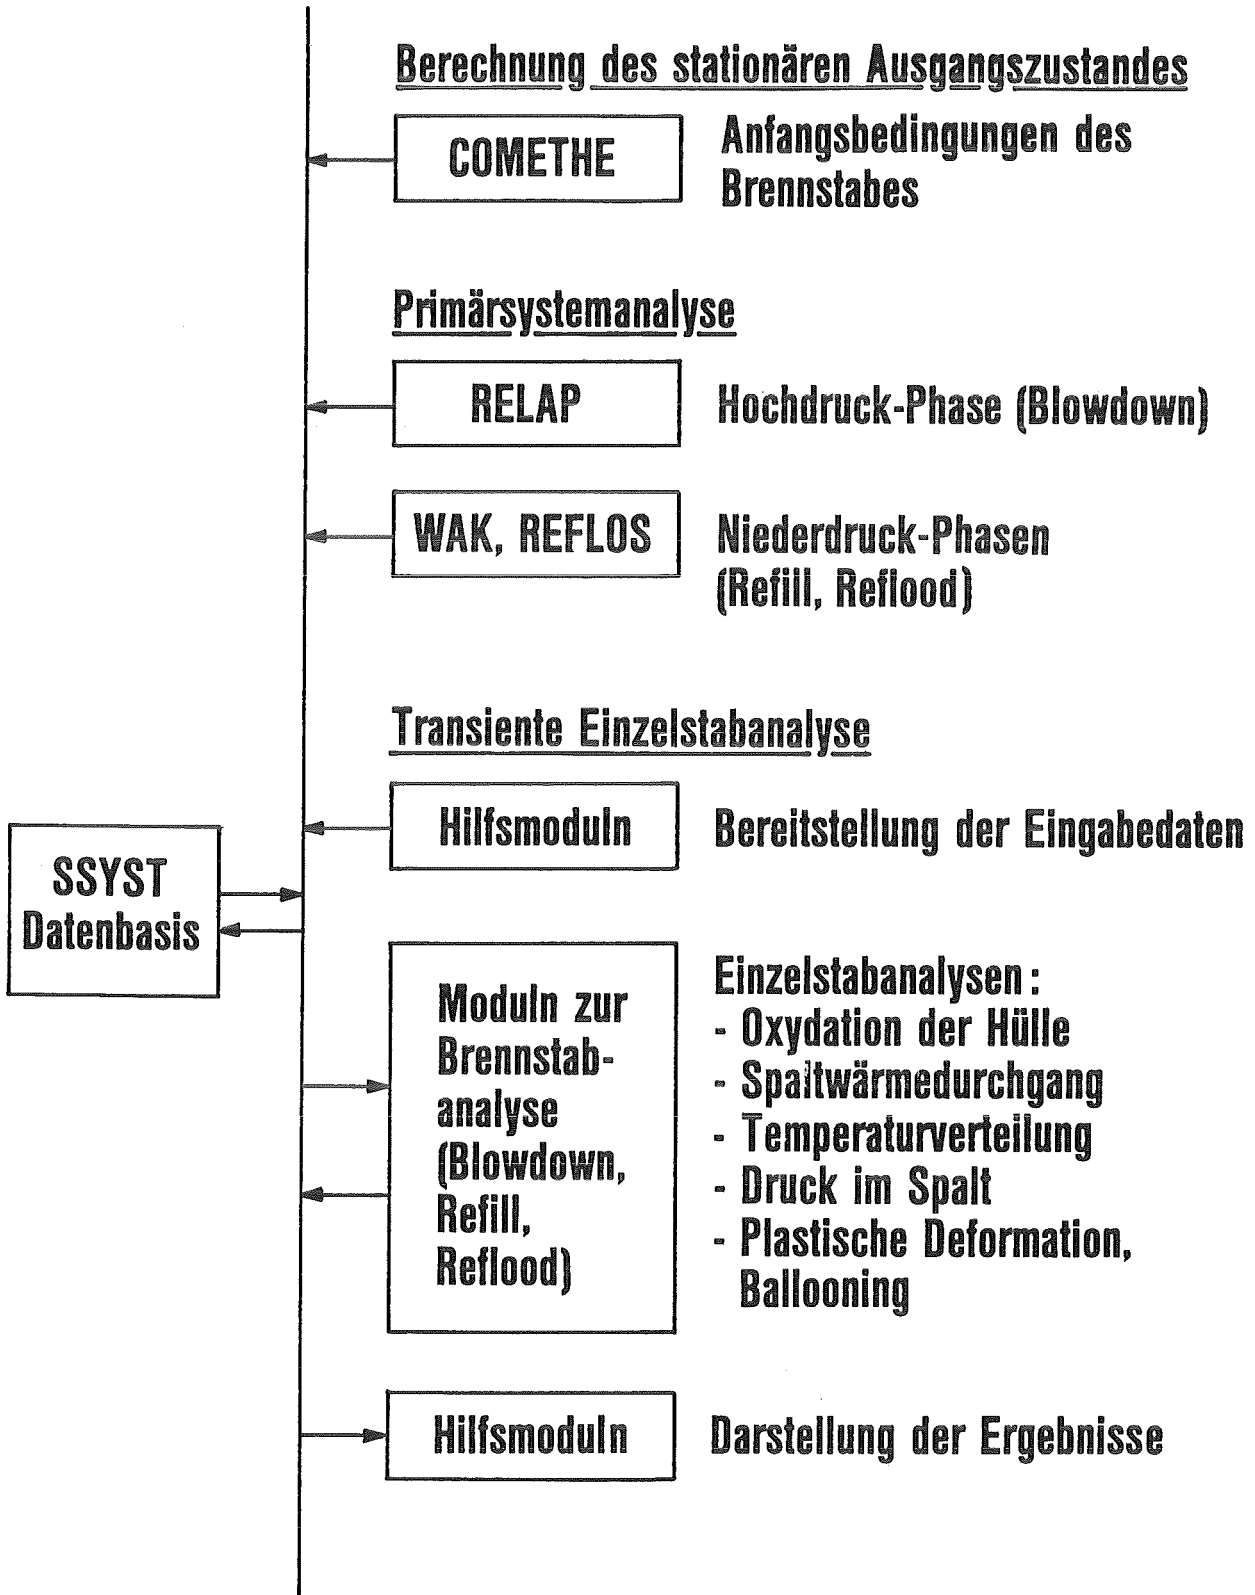 Berechnung des stationären Ausgangszustandes
COMETHE
Anfangsbedingungen des
Brennstabes
Primärsystemanalyse
RELAP
Hochdruck-Phase (Blowdown)
WAK, REFLOS
Niederdruck-Phasen
(Refill, Reflood)
Transiente Einzelstabanalyse
Hilfsmoduln
Bereitstellung der Eingabedaten
SSYST
Datenbasis
Moduln zur
Brennstab-
analyse
(Blowdown,
Refill,
Reflood)
Einzelstabanalysen:
- Oxydation der Hülle
- Spaltwärmedurchgang
- Temperaturverteilung
- Druck im Spalt
- Plastische Deformation,
Ballooning
Hilfsmoduln
Darstellung der Ergebnisse